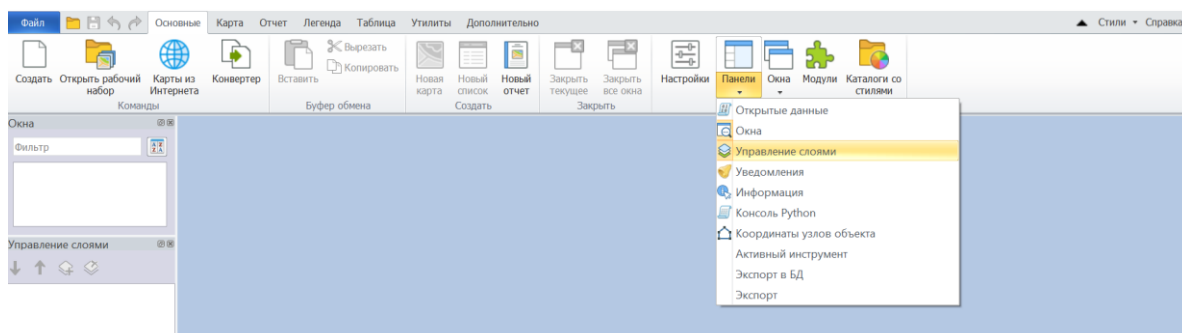 Файл Основные Карта Отчет Легенда Таблица Утилиты Дополнительно Стили Справка
Вырезать
Копировать
Создать Открыть рабочий набор Карты из Интернета Конвертер Вставить Новая карта Новый список Новый отчет Закрыть текущее Закрыть все окна Настройки Панели Окна Модули Каталоги со стилями
Команды Буфер обмена Создать Закрыть
Окна
Фильтр
Управление слоями
Открытые данные
Окна
Управление слоями
Уведомления
Информация
Консоль Python
Координаты узлов объекта
Активный инструмент
Экспорт в БД
Экспорт